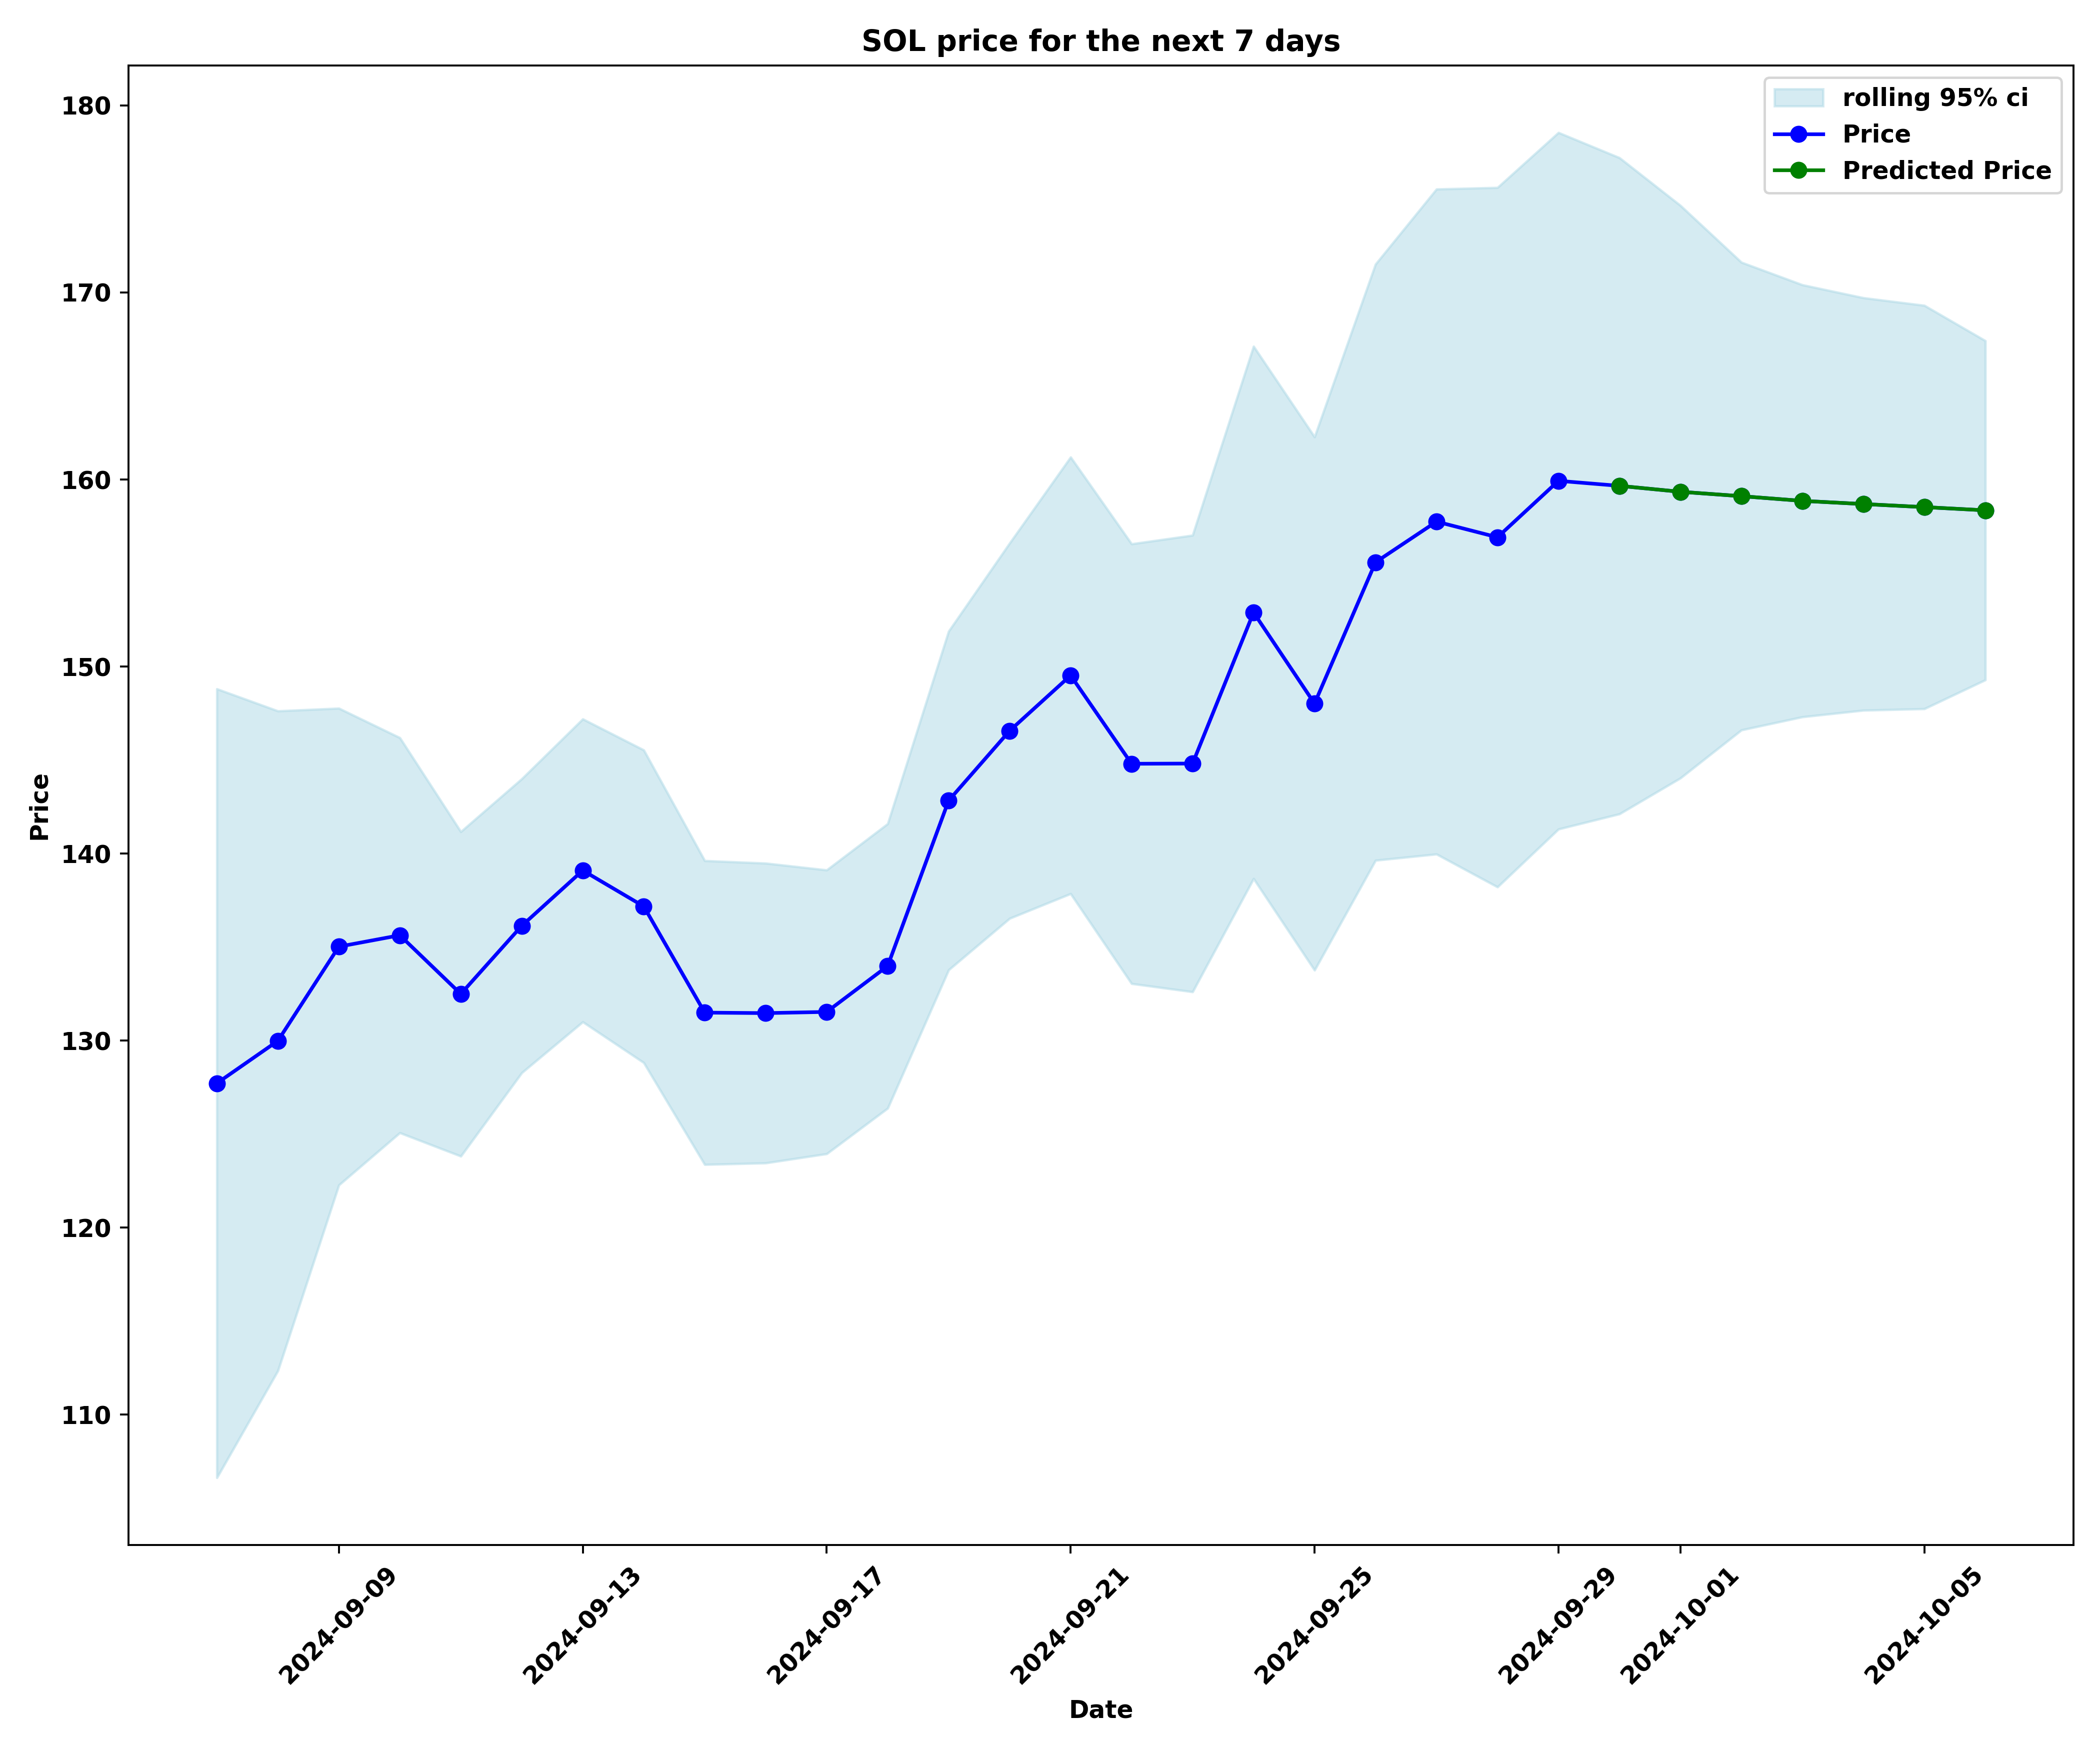 SOL price for the next 7 days
rolling 95% ci
Price
Predicted Price
180
170
160
150
140
130
120
110
Price
2024-09-09
2024-09-13
2024-09-17
2024-09-21
2024-09-25
2024-09-29
2024-10-01
2024-10-05
Date